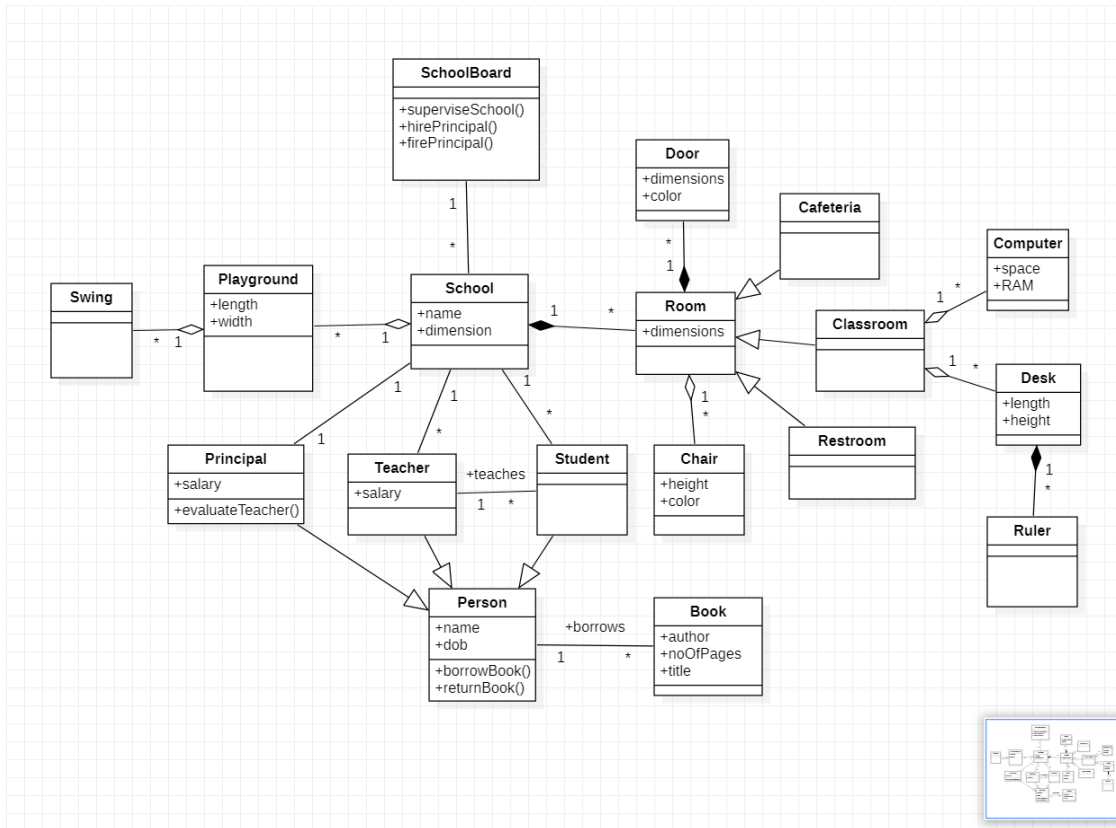 SchoolBoard
+superviseSchool()
+hirePrincipal()
+firePrincipal()
1
*
Door
+dimensions
+color
*
1
Cafeteria
Computer
+space
+RAM
Swing
Playground
+length
+width
* 1
* 1
School
+name
+dimension
1 *
Room
+dimensions
Classroom
1 *
1 *
Desk
+length
+height
1
*
Ruler
1
1
1
*
1
*
1
*
Principal
+salary
+evaluateTeacher()
Teacher
+salary
+teaches
1 *
Student
Chair
+height
+color
Restroom
Person
+name
+dob
+borrowBook()
+returnBook()
+borrows
1 *
Book
+author
+noOfPages
+title